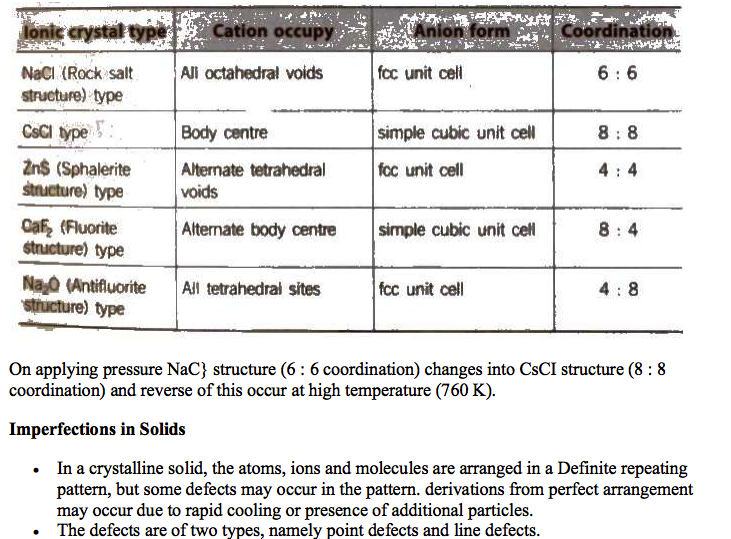 Ionic crystal type Cation occupy Anion form Coordination
NaCl (Rock salt All octahedral voids fcc unit cell 6 : 6
structure) type
CsCl type Body centre simple cubic unit cell 8 : 8
ZnS (Sphalerite Alternate tetrahedral fcc unit cell 4 : 4
structure) type voids
CaF₂ (Fluorite Alternate body centre simple cubic unit cell 8 : 4
structure) type
Na₂O (Antifluorite All tetrahedral sites fcc unit cell 4 : 8
structure) type
On applying pressure NaC} structure (6 : 6 coordination) changes into CsCI structure (8 : 8
coordination) and reverse of this occur at high temperature (760 K).
Imperfections in Solids
• In a crystalline solid, the atoms, ions and molecules are arranged in a Definite repeating
pattern, but some defects may occur in the pattern. derivations from perfect arrangement
may occur due to rapid cooling or presence of additional particles.
• The defects are of two types, namely point defects and line defects.